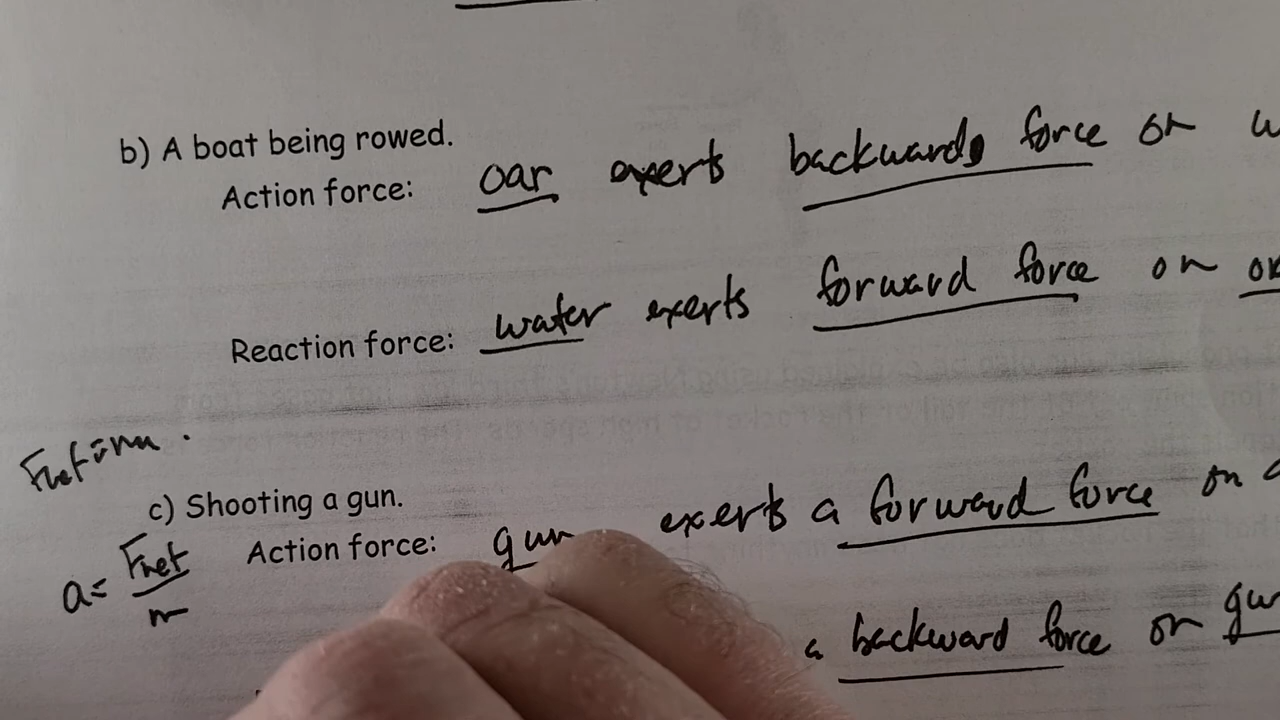 b) A boat being rowed.
Action force: oar exerts backwards force on
Reaction force: water exerts forward force on
Fnet = ma.
c) Shooting a gun.
a = Fnet / m
Action force: gun exerts a forward force on
a backward force on